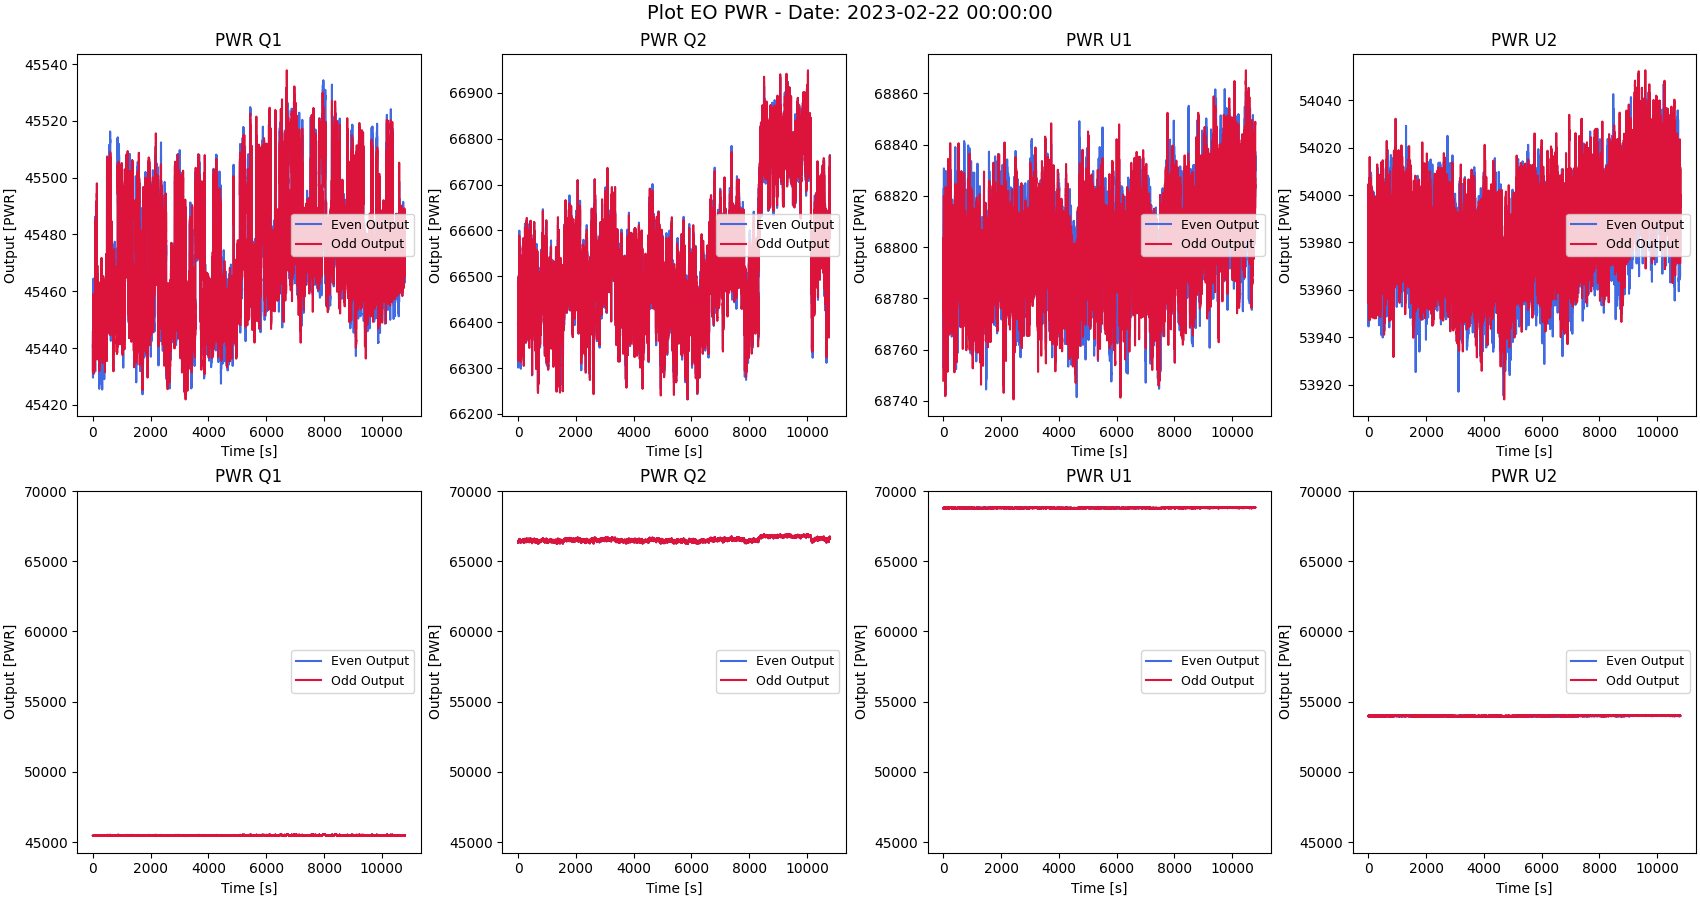 Plot EO PWR - Date: 2023-02-22 00:00:00
PWR Q1
Output [PWR]
45540
45520
45500
45480
45460
45440
45420
0 2000 4000 6000 8000 10000
Time [s]
Even Output
Odd Output
PWR Q2
Output [PWR]
66900
66800
66700
66600
66500
66400
66300
66200
0 2000 4000 6000 8000 10000
Time [s]
Even Output
Odd Output
PWR U1
Output [PWR]
68860
68840
68820
68800
68780
68760
68740
0 2000 4000 6000 8000 10000
Time [s]
Even Output
Odd Output
PWR U2
Output [PWR]
54040
54020
54000
53980
53960
53940
53920
0 2000 4000 6000 8000 10000
Time [s]
Even Output
Odd Output
PWR Q1
Output [PWR]
70000
65000
60000
55000
50000
45000
0 2000 4000 6000 8000 10000
Time [s]
Even Output
Odd Output
PWR Q2
Output [PWR]
70000
65000
60000
55000
50000
45000
0 2000 4000 6000 8000 10000
Time [s]
Even Output
Odd Output
PWR U1
Output [PWR]
70000
65000
60000
55000
50000
45000
0 2000 4000 6000 8000 10000
Time [s]
Even Output
Odd Output
PWR U2
Output [PWR]
70000
65000
60000
55000
50000
45000
0 2000 4000 6000 8000 10000
Time [s]
Even Output
Odd Output